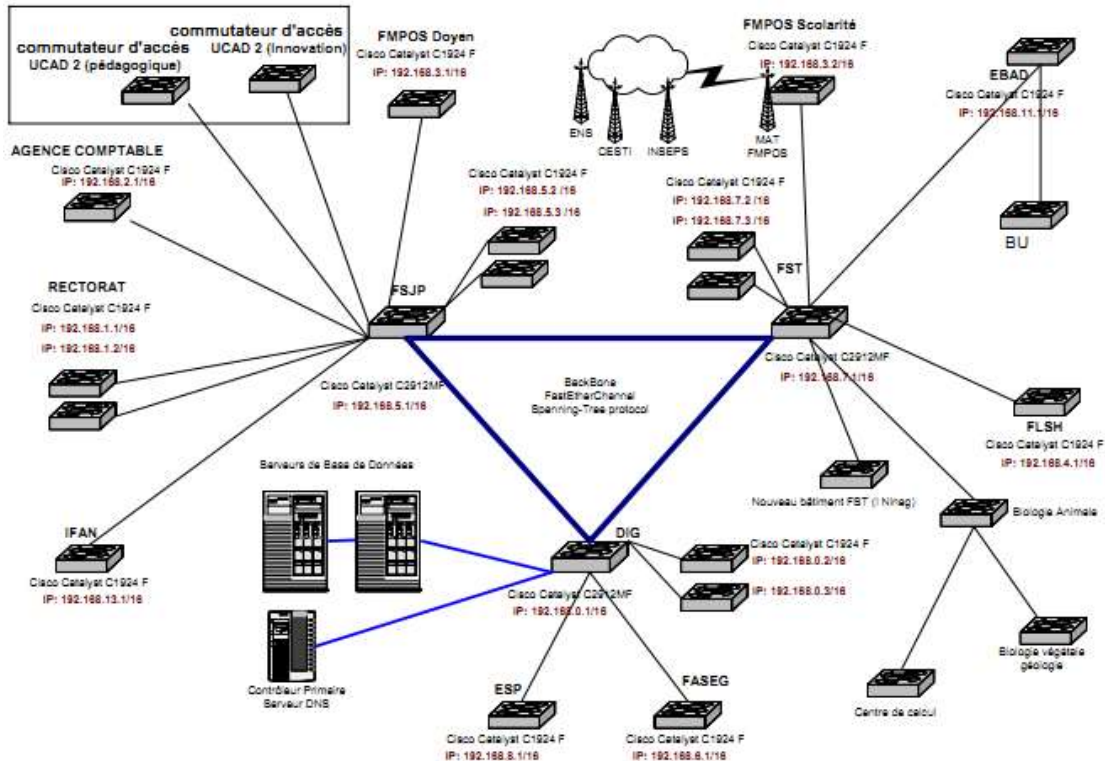 commutateur d'accès
UCAD 2 (pédagogique)
commutateur d'accès
UCAD 2 (Innovation)
FMPOS Doyen
Cisco Catalyst C1924 F
IP: 192.168.3.1/16
FMPOS Scolarité
Cisco Catalyst C1924 F
IP: 192.168.3.2/16
ENS
CESTI
INSEPS
MAT
FMPOS
EBAD
Cisco Catalyst C1924 F
IP: 192.168.11.1/16
BU
AGENCE COMPTABLE
Cisco Catalyst C1924 F
IP: 192.168.2.1/16
Cisco Catalyst C1924 F
IP: 192.168.5.2 /16
IP: 192.168.5.3 /16
Cisco Catalyst C1924 F
IP: 192.168.7.2 /16
IP: 192.168.7.3 /16
FSJP
FST
RECTORAT
Cisco Catalyst C1924 F
IP: 192.168.1.1/16
IP: 192.168.1.2/16
Cisco Catalyst C2912MF
IP: 192.168.5.1/16
BackBone
FastEtherChannel
Spanning-Tree protocol
Cisco Catalyst C2912MF
IP: 192.168.7.1/16
FLSH
Cisco Catalyst C1924 F
IP: 192.168.4.1/16
Serveurs de Base de Données
Nouveau bâtiment FST
Biologie Animale
IFAN
Cisco Catalyst C1924 F
IP: 192.168.13.1/16
DIG
Cisco Catalyst C2912MF
IP: 192.168.0.1/16
Cisco Catalyst C1924 F
IP: 192.168.0.2/16
IP: 192.168.0.3/16
Biologie végétale
géologie
Contrôleur Primaire
Serveur DNS
Centre de calcul
ESP
Cisco Catalyst C1924 F
IP: 192.168.8.1/16
FASEG
Cisco Catalyst C1924 F
IP: 192.168.6.1/16